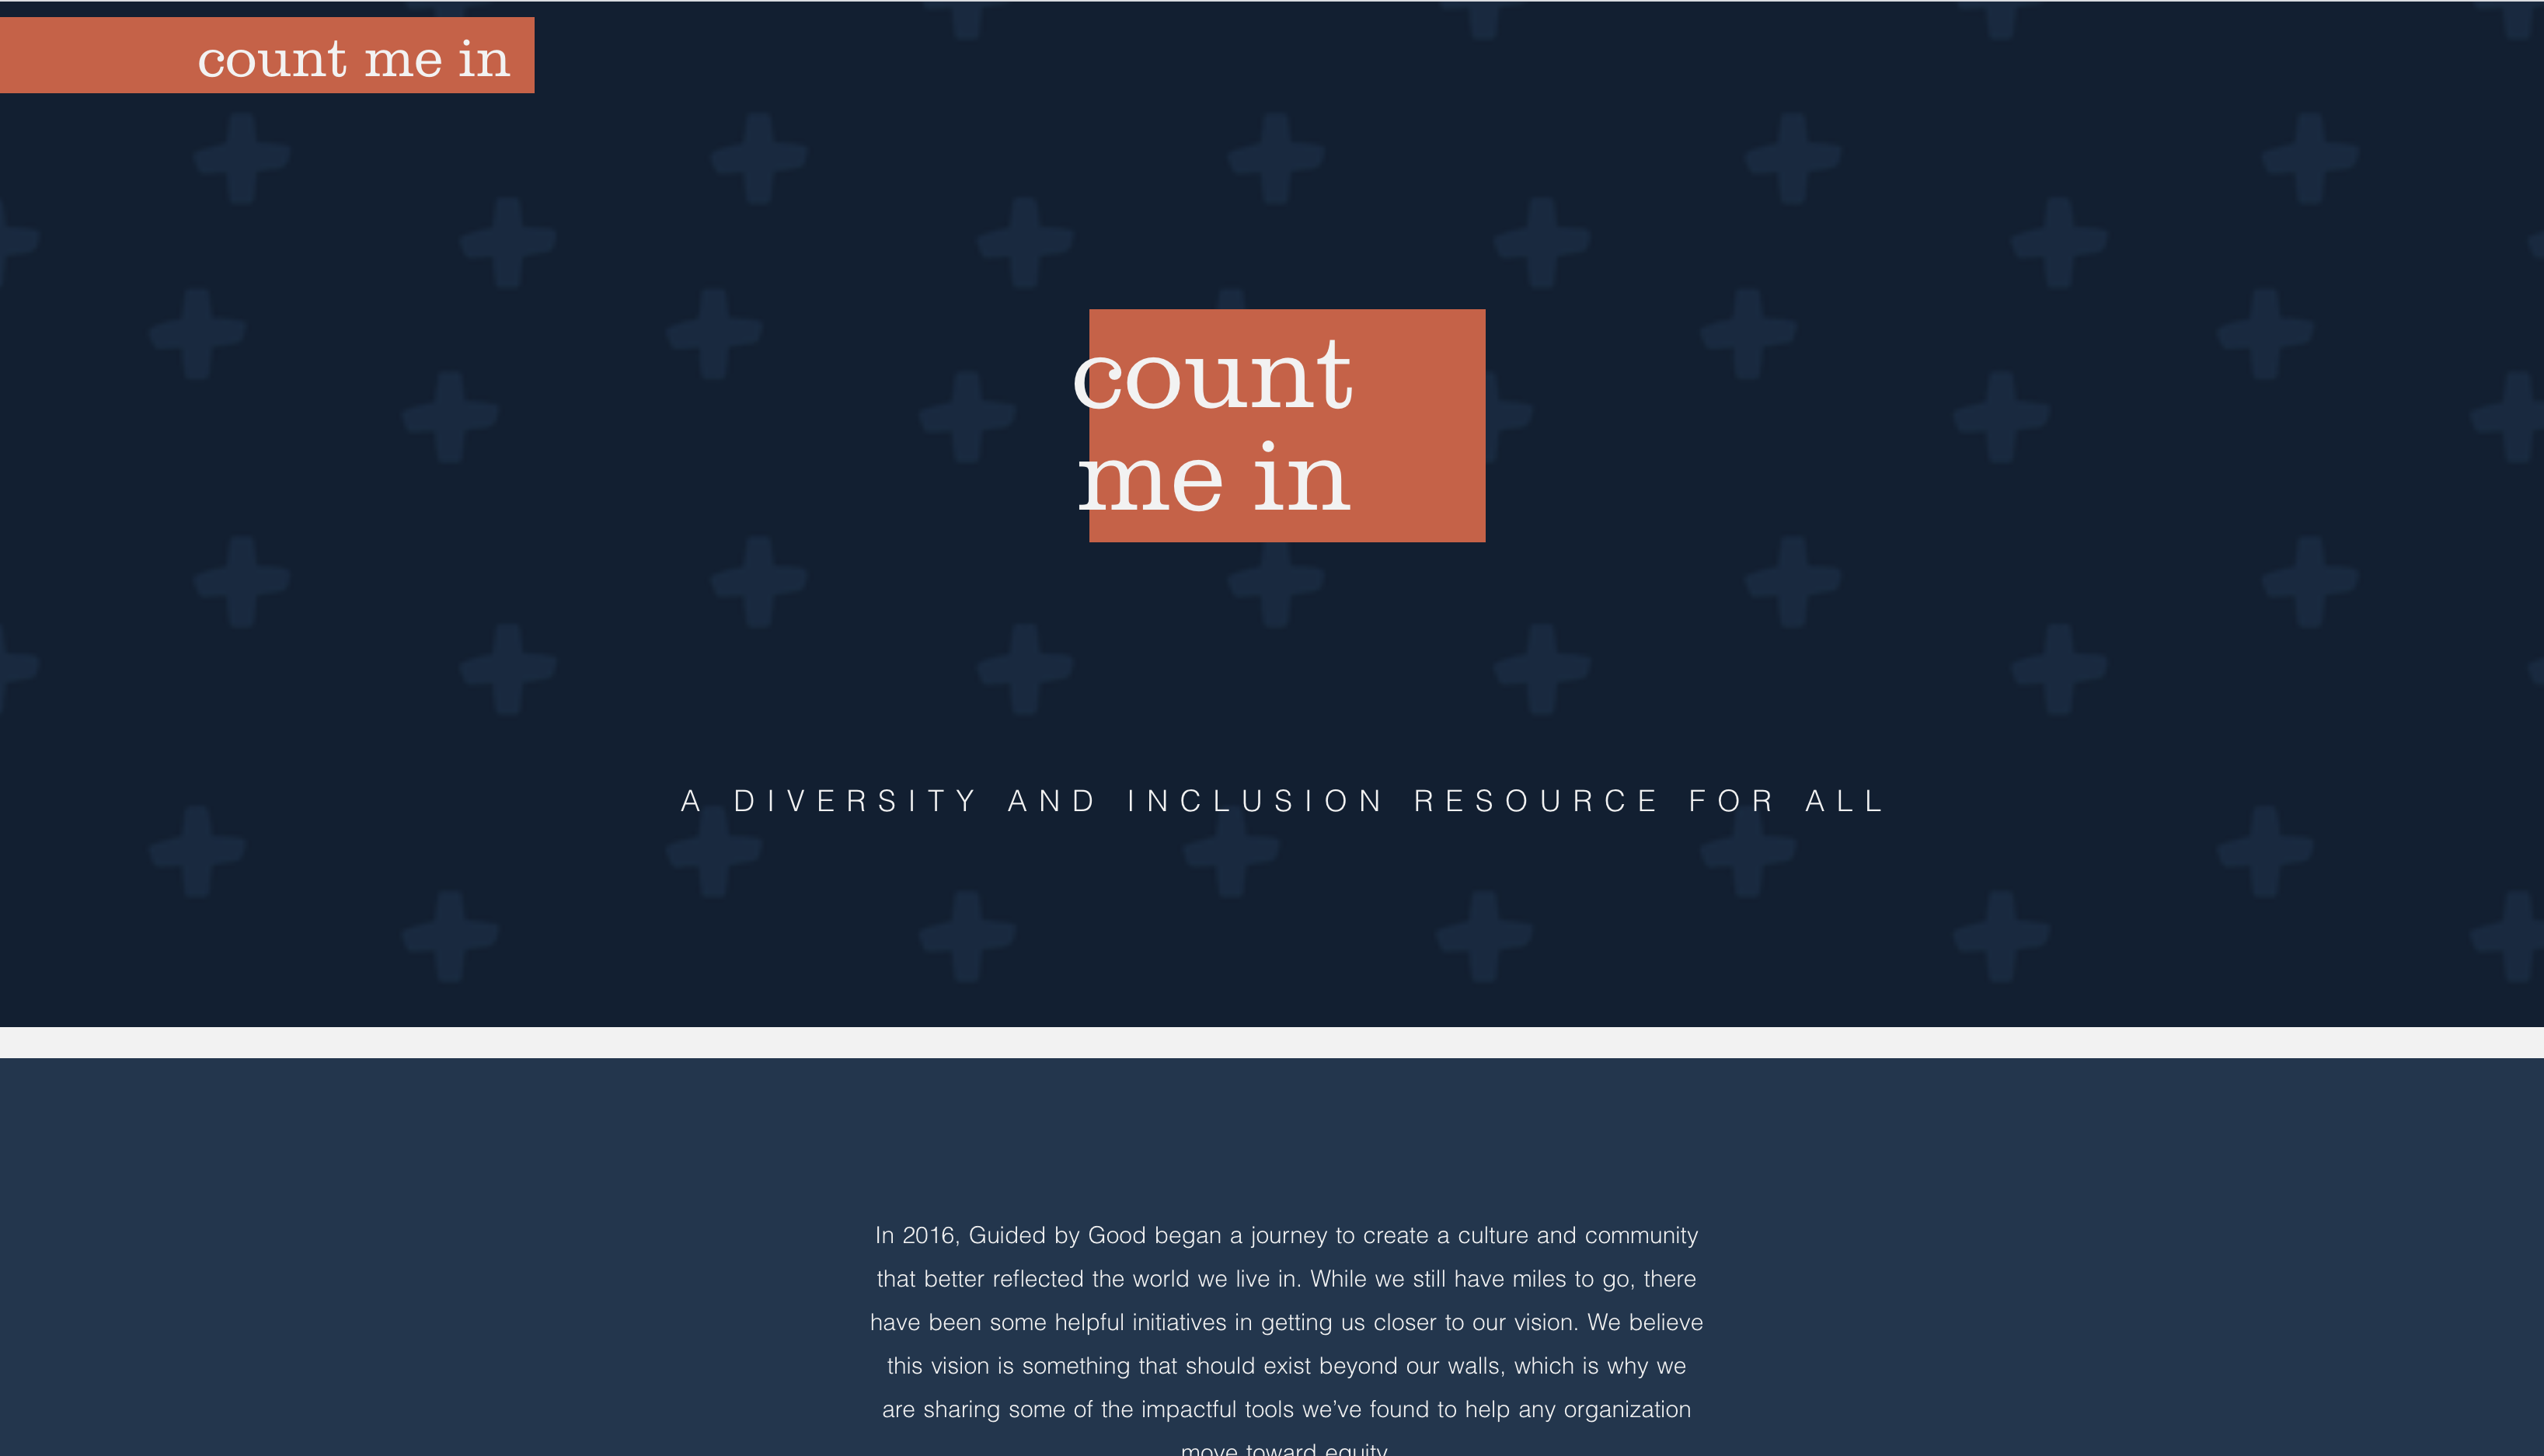 count me in
count
me in
A DIVERSITY AND INCLUSION RESOURCE FOR ALL
In 2016, Guided by Good began a journey to create a culture and community
that better reflected the world we live in. While we still have miles to go, there
have been some helpful initiatives in getting us closer to our vision. We believe
this vision is something that should exist beyond our walls, which is why we
are sharing some of the impactful tools we’ve found to help any organization
move toward equity.